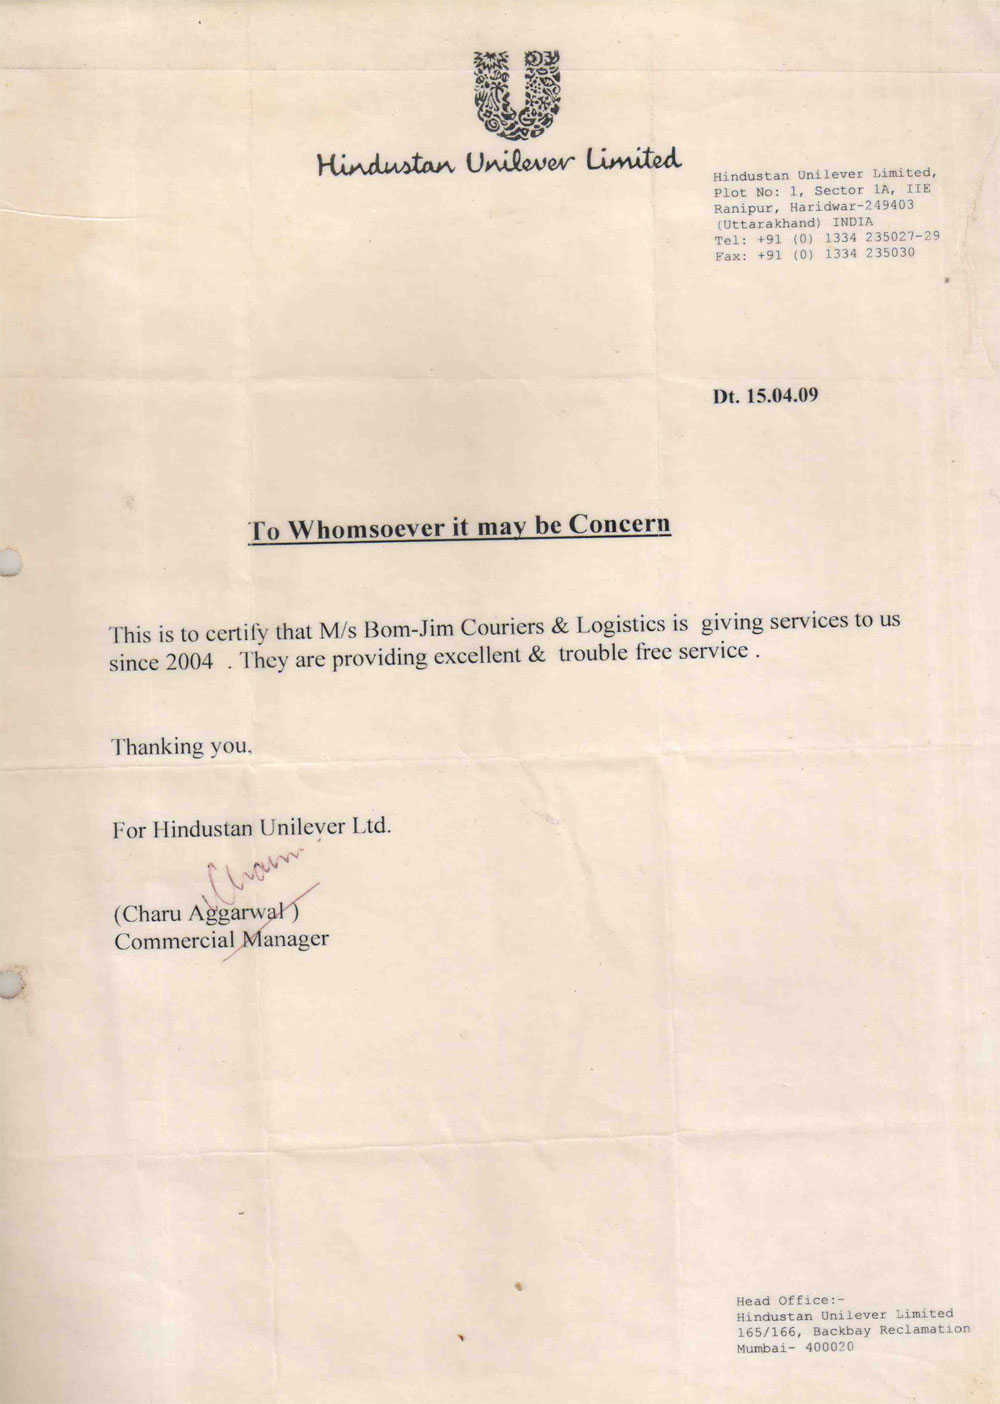 Hindustan Unilever Limited
Hindustan Unilever Limited,
Plot No: 1, Sector 1A, IIE
Ranipur, Haridwar-249403
(Uttarakhand) INDIA
Tel: +91 (0) 1334 235027-29
Fax: +91 (0) 1334 235030
Dt. 15.04.09
To Whomsoever it may be Concern
This is to certify that M/s Bom-Jim Couriers & Logistics is giving services to us
since 2004 . They are providing excellent & trouble free service .
Thanking you.
For Hindustan Unilever Ltd.
Charu
(Charu Aggarwal )
Commercial Manager
Head Office:-
Hindustan Unilever Limited
165/166, Backbay Reclamation
Mumbai- 400020